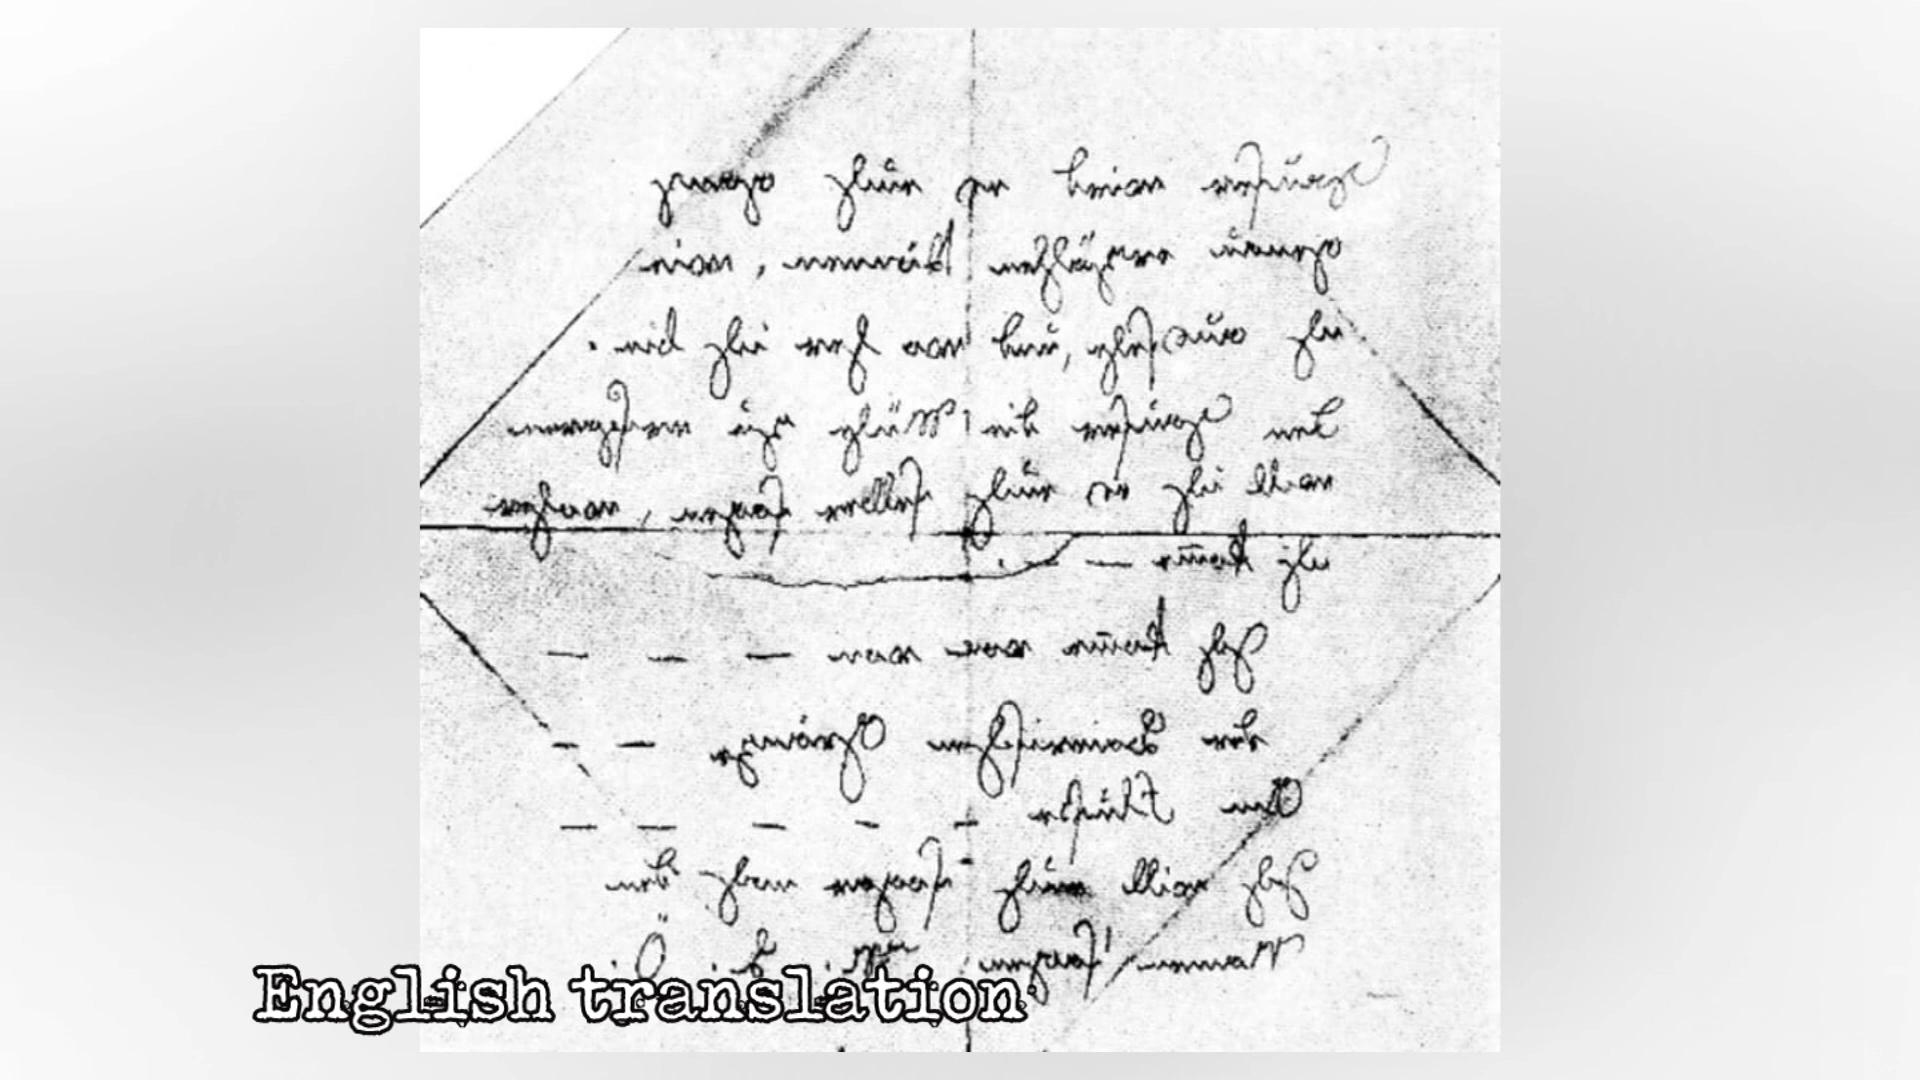 Hauser wird es euch ganz
genau erzählen können, wie
ich aussehe, und wo her ich bin.
Den Hauser die Mühe zu ersparen
will ich es euch selber sagen, woher
ich komme — —.
Ich komme von von — — —
der Baierischen Gränze — —
Am Fluße — — — — —
Ich will euch sogar noch den
Namen sagen: M. L. Ö.
English translation